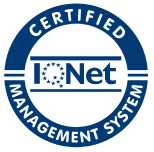 CERTIFIED
IQNet
MANAGEMENT SYSTEM